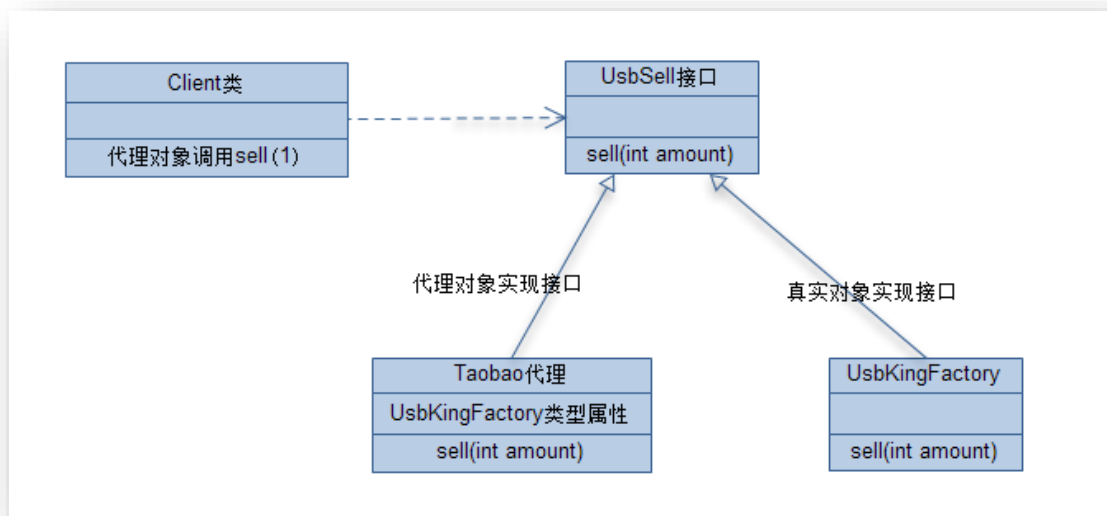 Client类
代理对象调用sell(1)
UsbSell接口
sell(int amount)
代理对象实现接口
真实对象实现接口
Taobao代理
UsbKingFactory类型属性
sell(int amount)
UsbKingFactory
sell(int amount)